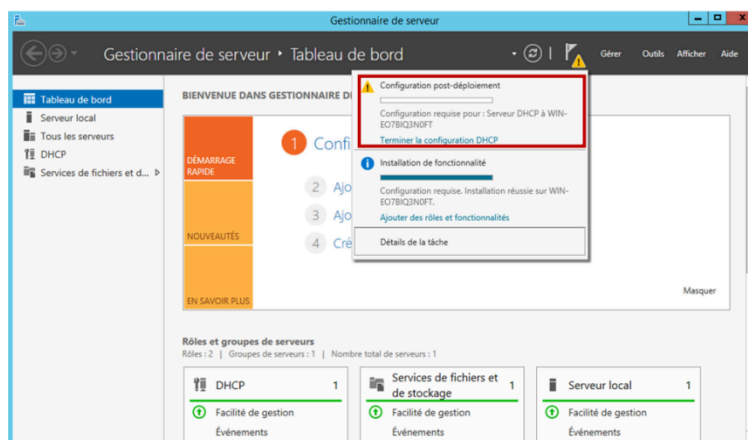 Gestionnaire de serveur
Gestionnaire de serveur • Tableau de bord
Gérer Outils Afficher Aide
Tableau de bord
Serveur local
Tous les serveurs
DHCP
Services de fichiers et d...
BIENVENUE DANS GESTIONNAIRE D
DÉMARRAGE
RAPIDE
NOUVEAUTÉS
EN SAVOIR PLUS
1 Confi
2 Ajo
3 Ajo
4 Cré
Configuration post-déploiement
Configuration requise pour : Serveur DHCP à WIN-
EO7BIQ3N0FT
Terminer la configuration DHCP
Installation de fonctionnalité
Configuration requise. Installation réussie sur WIN-
EO7BIQ3N0FT.
Ajouter des rôles et fonctionnalités
Détails de la tâche
Masquer
Rôles et groupes de serveurs
Rôles : 2 | Groupes de serveurs : 1 | Nombre total de serveurs : 1
DHCP 1
Facilité de gestion
Événements
Services de fichiers et
de stockage 1
Facilité de gestion
Événements
Serveur local 1
Facilité de gestion
Événements